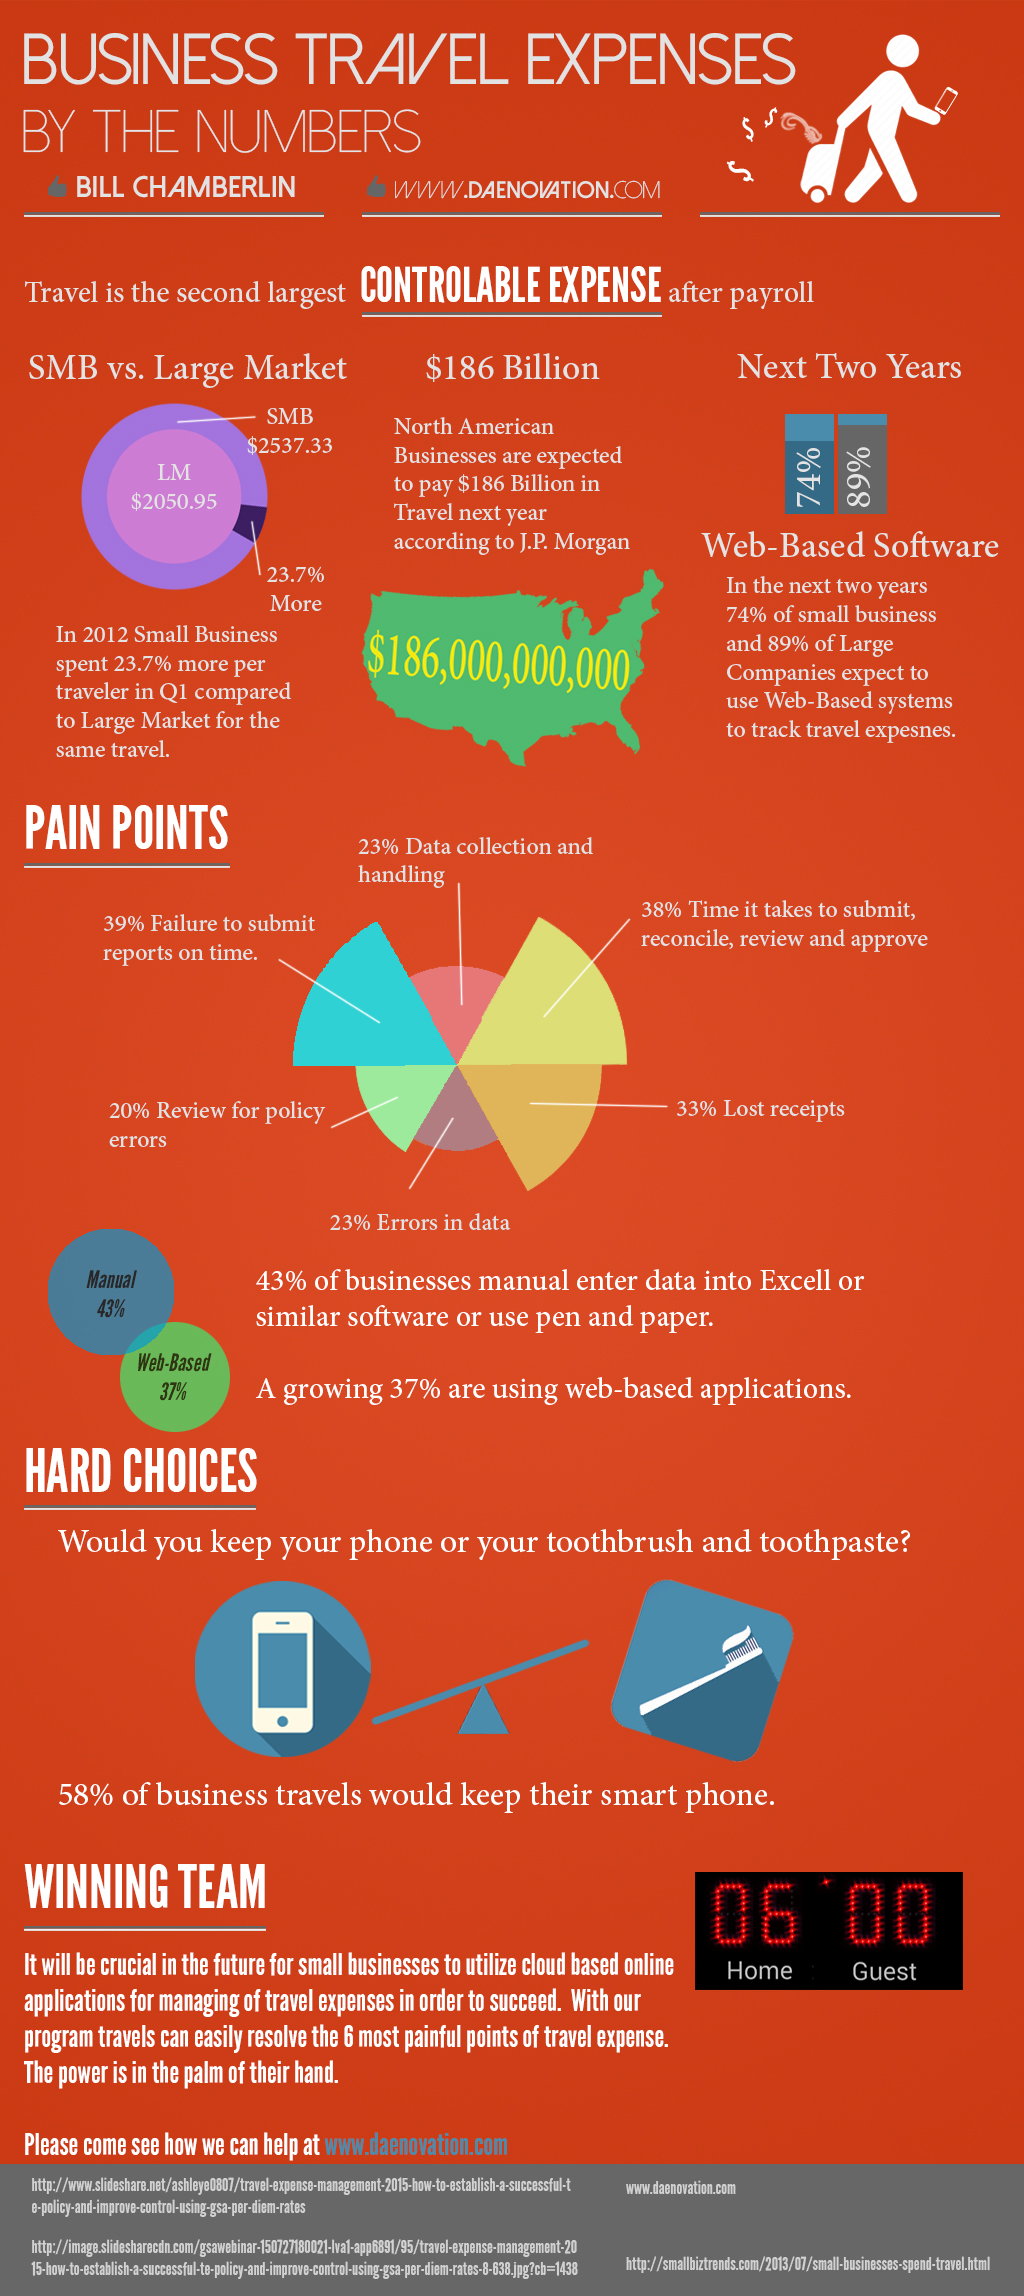 BUSINESS TRAVEL EXPENSES
BY THE NUMBERS
BILL CHAMBERLIN
WWW.DAENOVATION.COM
Travel is the second largest CONTROLABLE EXPENSE after payroll
SMB vs. Large Market
SMB
$2537.33
LM
$2050.95
23.7%
More
In 2012 Small Business
spent 23.7% more per
traveler in Q1 compared
to Large Market for the
same travel.
$186 Billion
North American
Businesses are expected
to pay $186 Billion in
Travel next year
according to J.P. Morgan
$186,000,000,000
Next Two Years
74%
89%
Web-Based Software
In the next two years
74% of small business
and 89% of Large
Companies expect to
use Web-Based systems
to track travel expesnes.
PAIN POINTS
23% Data collection and
handling
39% Failure to submit
reports on time.
38% Time it takes to submit,
reconcile, review and approve
20% Review for policy
errors
33% Lost receipts
23% Errors in data
Manual
43%
Web-Based
37%
43% of businesses manual enter data into Excell or
similar software or use pen and paper.
A growing 37% are using web-based applications.
HARD CHOICES
Would you keep your phone or your toothbrush and toothpaste?
58% of business travels would keep their smart phone.
WINNING TEAM
06 00
Home Guest
It will be crucial in the future for small businesses to utilize cloud based online
applications for managing of travel expenses in order to succeed. With our
program travels can easily resolve the 6 most painful points of travel expense.
The power is in the palm of their hand.
Please come see how we can help at www.daenovation.com
http://www.slideshare.net/ashleye0807/travel-expense-management-2015-how-to-establish-a-successful-t
e-policy-and-improve-control-using-gsa-per-diem-rates
http://image.slidesharecdn.com/gsawebinar-150727180021-lva1-app6891/95/travel-expense-management-20
15-how-to-establish-a-successful-te-policy-and-improve-control-using-gsa-per-diem-rates-8-638.jpg?cb=1438
www.daenovation.com
http://smallbiztrends.com/2013/07/small-businesses-spend-travel.html